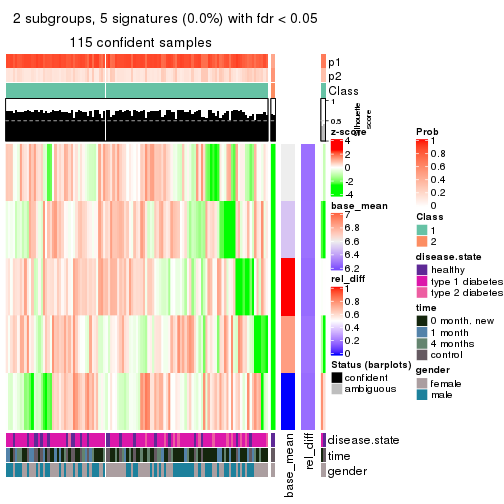 2 subgroups, 5 signatures (0.0%) with fdr < 0.05
115 confident samples
p1
p2
Class
1
0.5
Silhouette
score
z-score
4
2
0
-2
-4
base_mean
7
6.8
6.6
6.4
6.2
rel_diff
1
0.8
0.6
0.4
0.2
0
Status (barplots)
confident
ambiguous
Prob
1
0.8
0.6
0.4
0.2
0
Class
1
2
disease.state
healthy
type 1 diabetes
type 2 diabetes
time
0 month. new
1 month
4 months
control
gender
female
male
disease.state
time
gender
base_mean
rel_diff